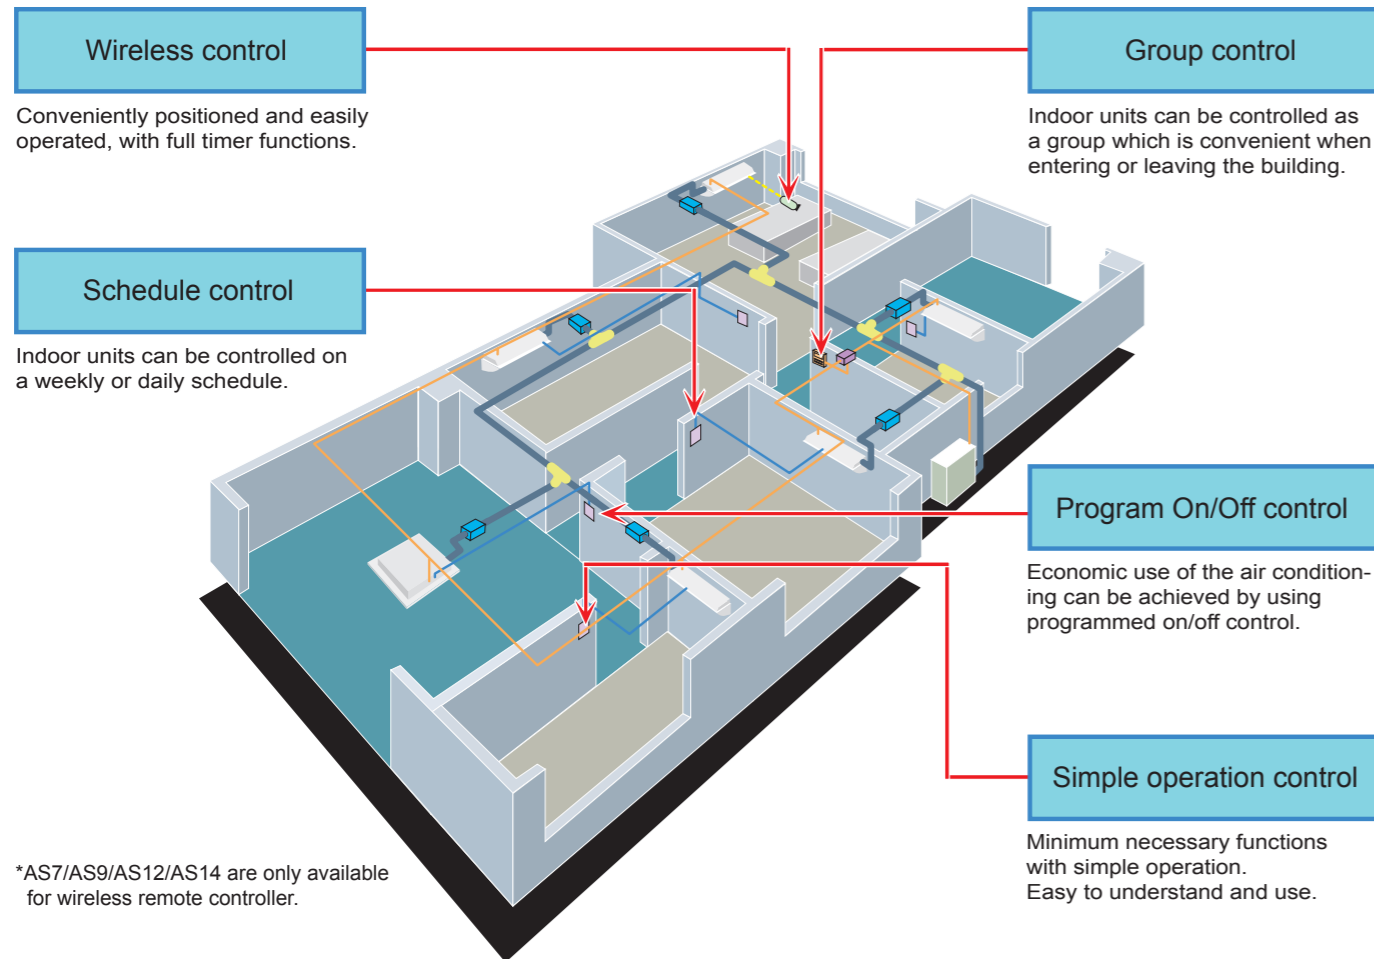 Wireless control
Conveniently positioned and easily
operated, with full timer functions.
Schedule control
Indoor units can be controlled on
a weekly or daily schedule.
Group control
Indoor units can be controlled as
a group which is convenient when
entering or leaving the building.
Program On/Off control
Economic use of the air condition-
ing can be achieved by using
programmed on/off control.
Simple operation control
Minimum necessary functions
with simple operation.
Easy to understand and use.
*AS7/AS9/AS12/AS14 are only available
for wireless remote controller.